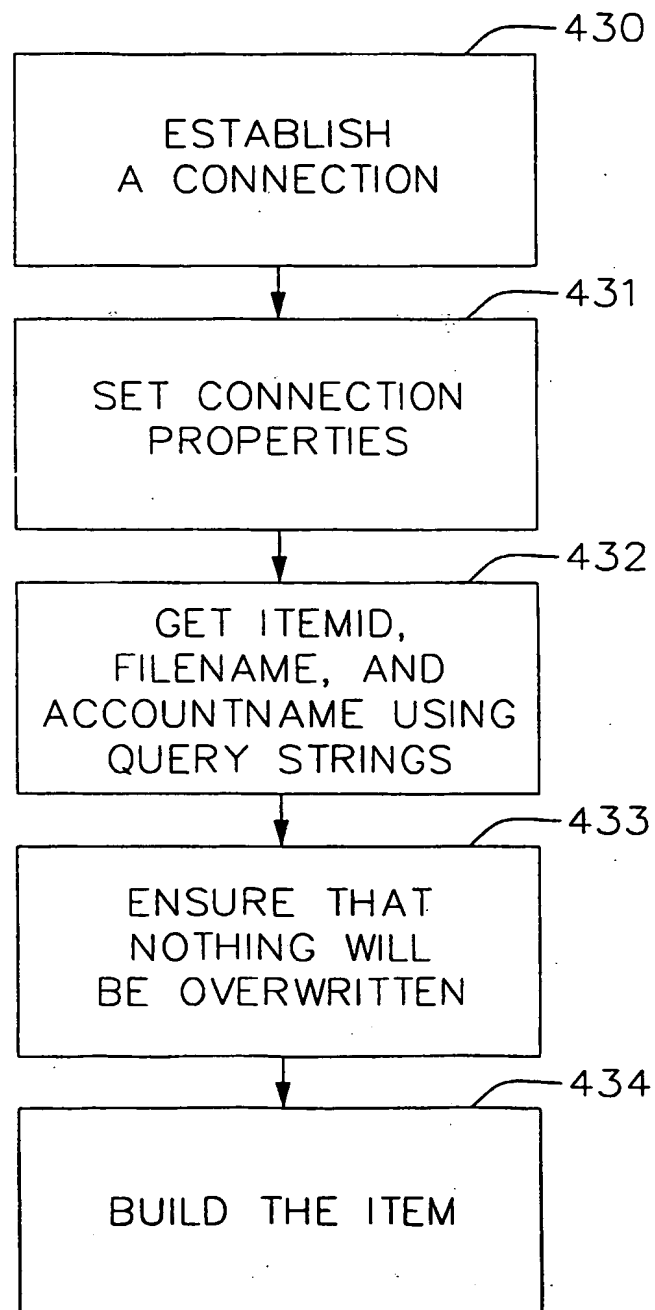 430
ESTABLISH
A CONNECTION
431
SET CONNECTION
PROPERTIES
432
GET ITEMID,
FILENAME, AND
ACCOUNTNAME USING
QUERY STRINGS
433
ENSURE THAT
NOTHING WILL
BE OVERWRITTEN
434
BUILD THE ITEM